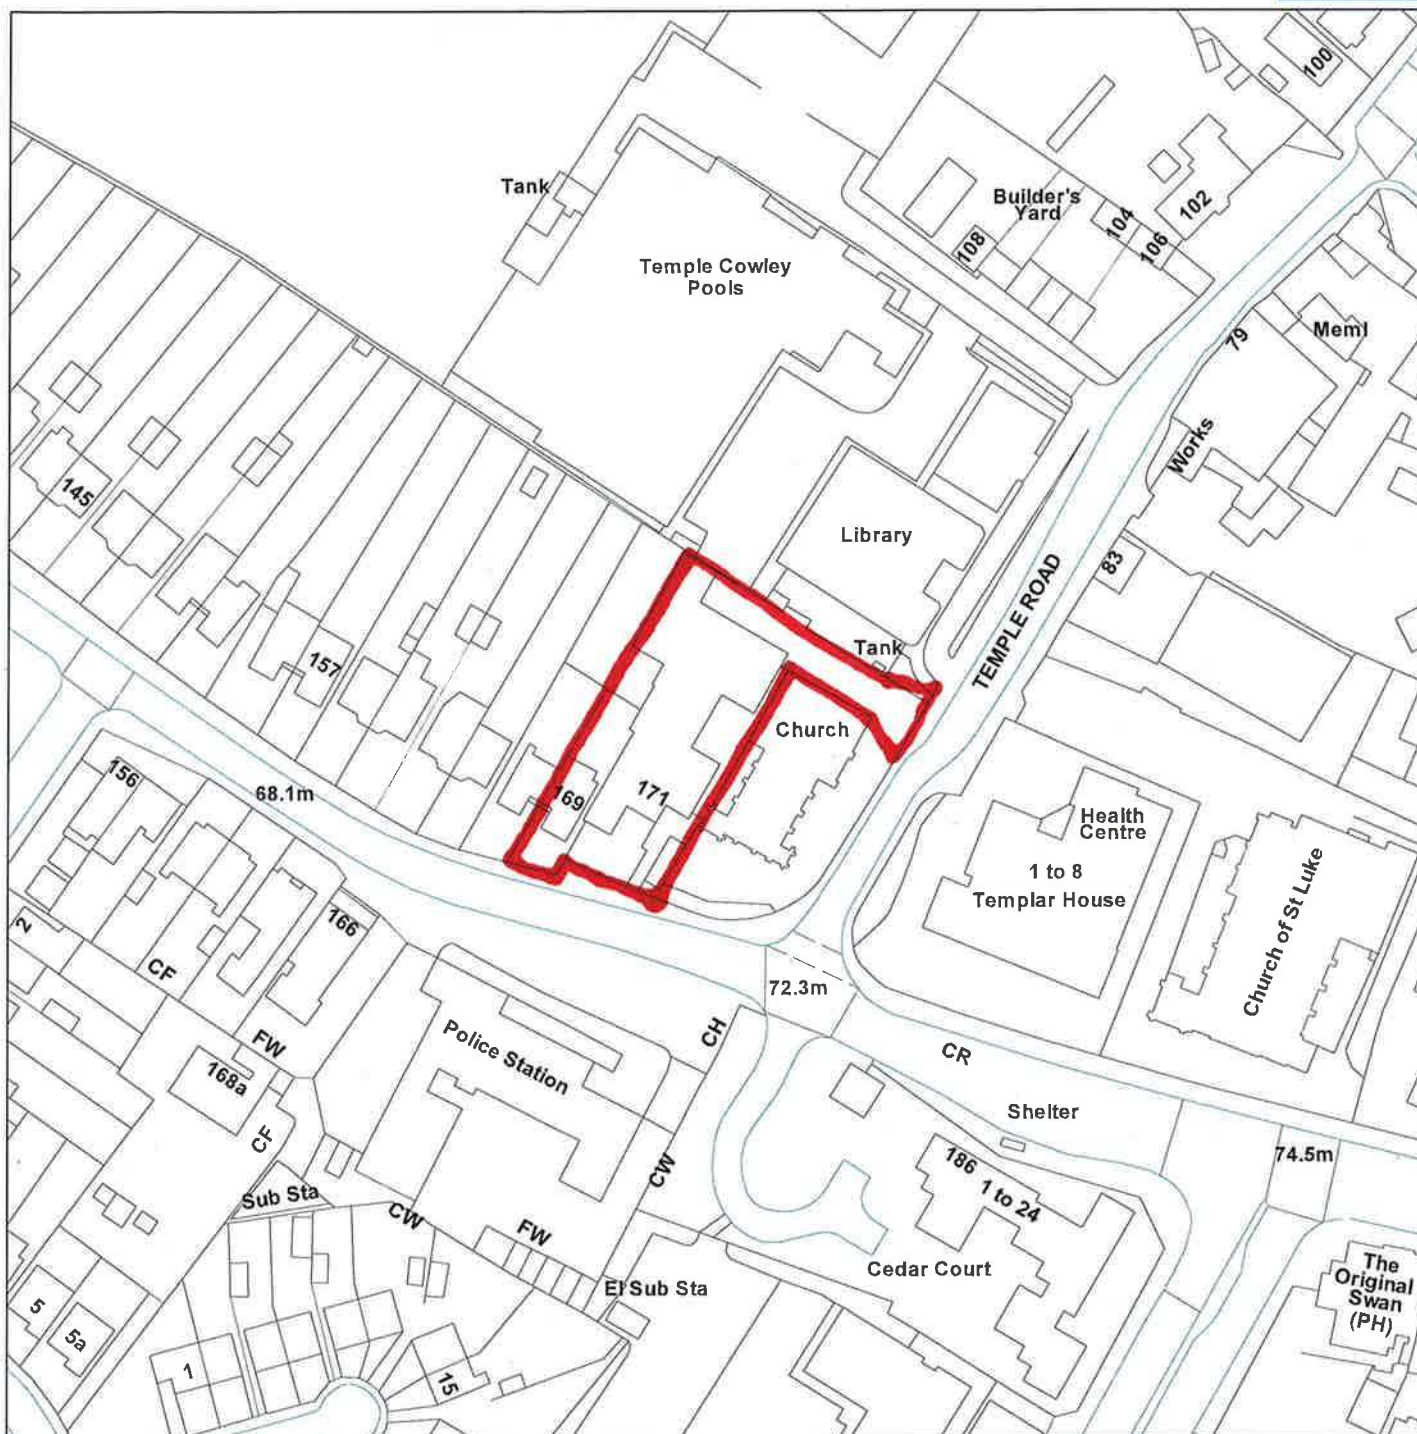 100
Tank
Builder's
Yard
104
102
106
108
Temple Cowley
Pools
79
Meml
Works
145
Library
83
TEMPLE ROAD
Tank
157
Church
169
171
156
68.1m
Health
Centre
1 to 8
Templar House
Church of St Luke
166
2
CF
72.3m
FW
Police Station
CH
CR
168a
Shelter
CF
186
1 to 24
74.5m
CW
Sub Sta
CW
FW
Cedar Court
El Sub Sta
The
Original
Swan
(PH)
5
5a
1
15